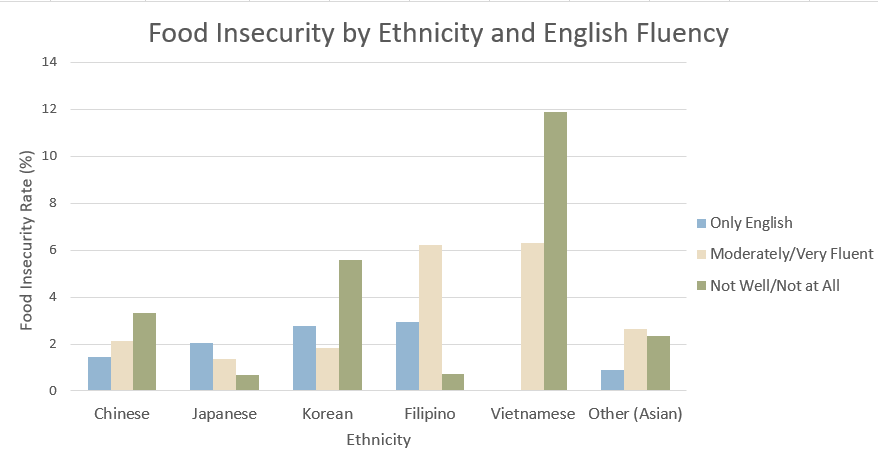 Food Insecurity by Ethnicity and English Fluency
14
12
10
8
6
4
2
0
Food Insecurity Rate (%)
Chinese
Japanese
Korean
Filipino
Vietnamese
Other (Asian)
Ethnicity
Only English
Moderately/Very Fluent
Not Well/Not at All